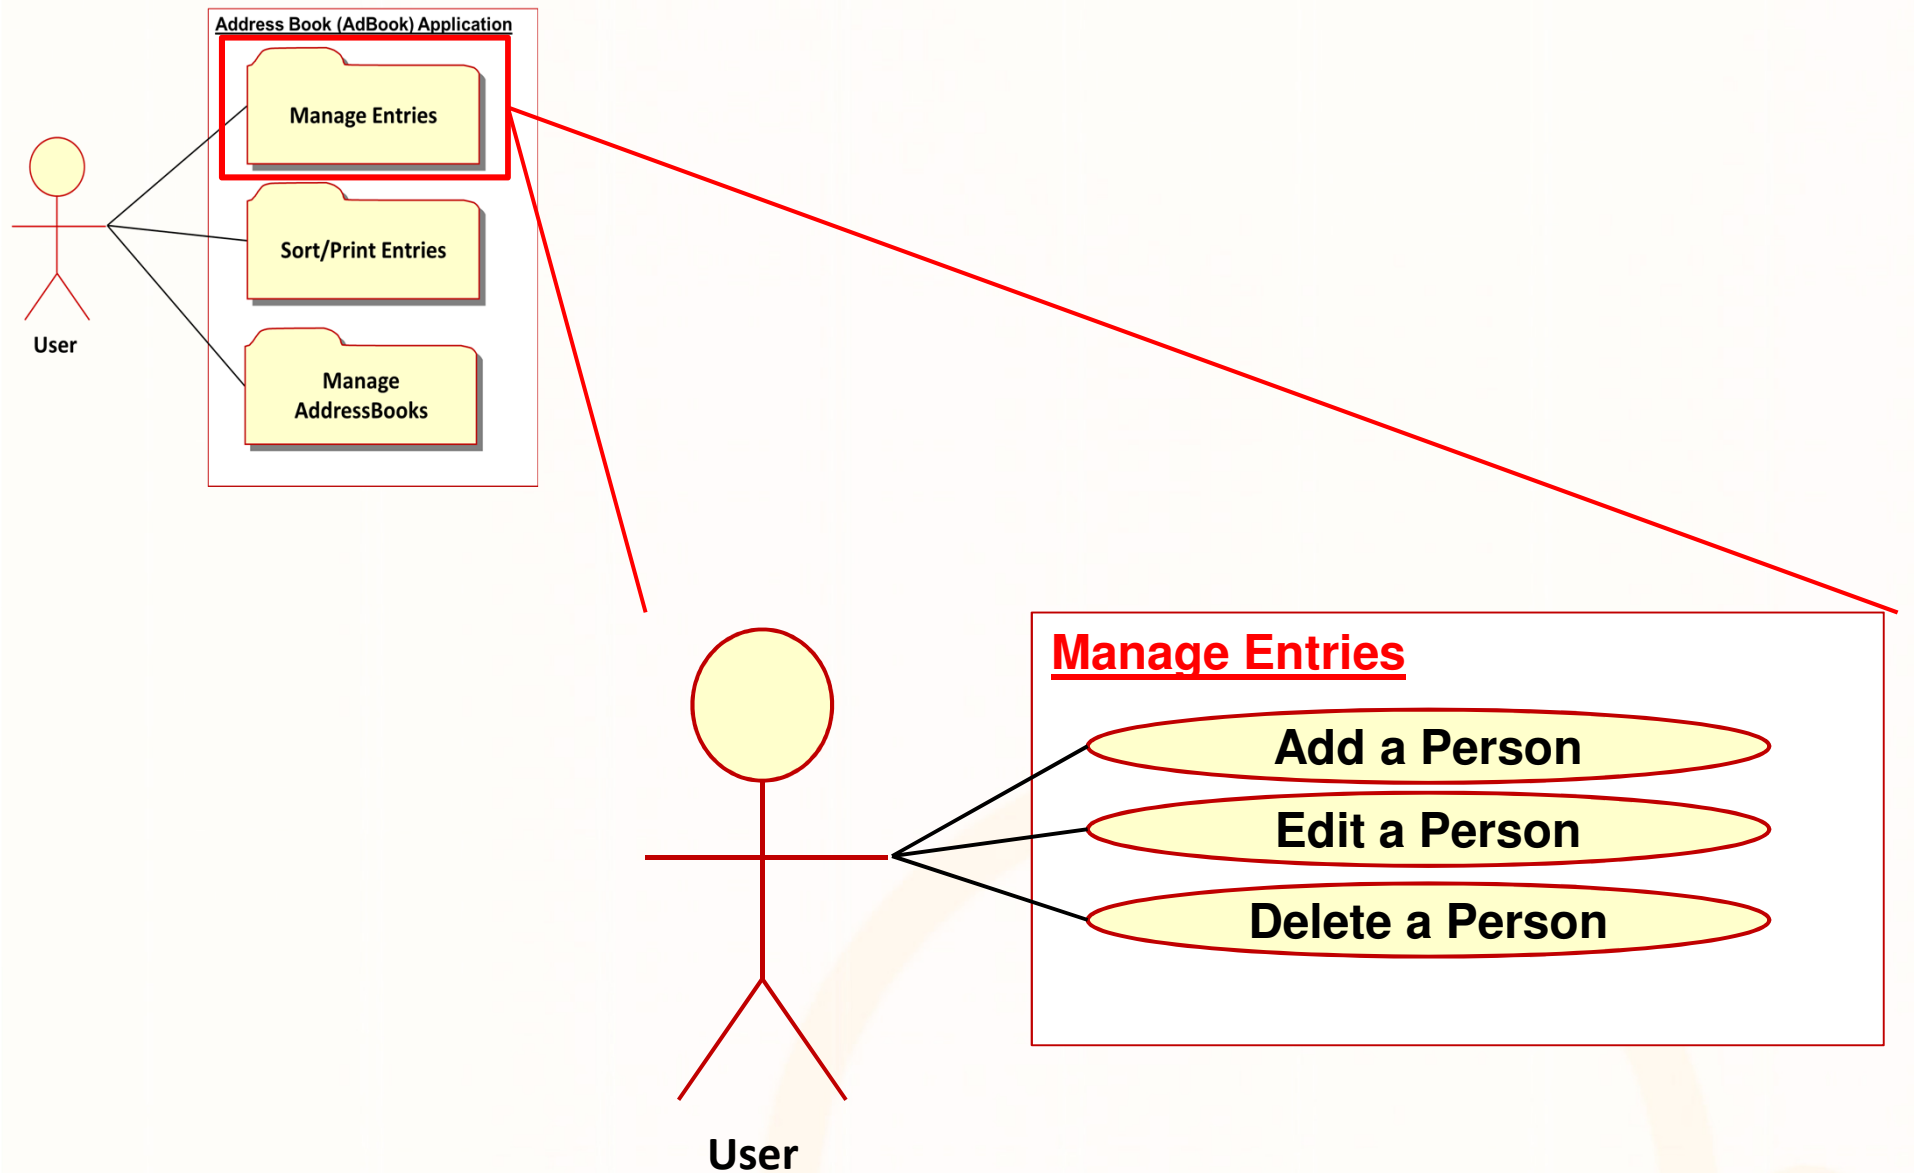 Address Book (AdBook) Application
Manage Entries
Sort/Print Entries
Manage
AddressBooks
User
Manage Entries
Add a Person
Edit a Person
Delete a Person
User